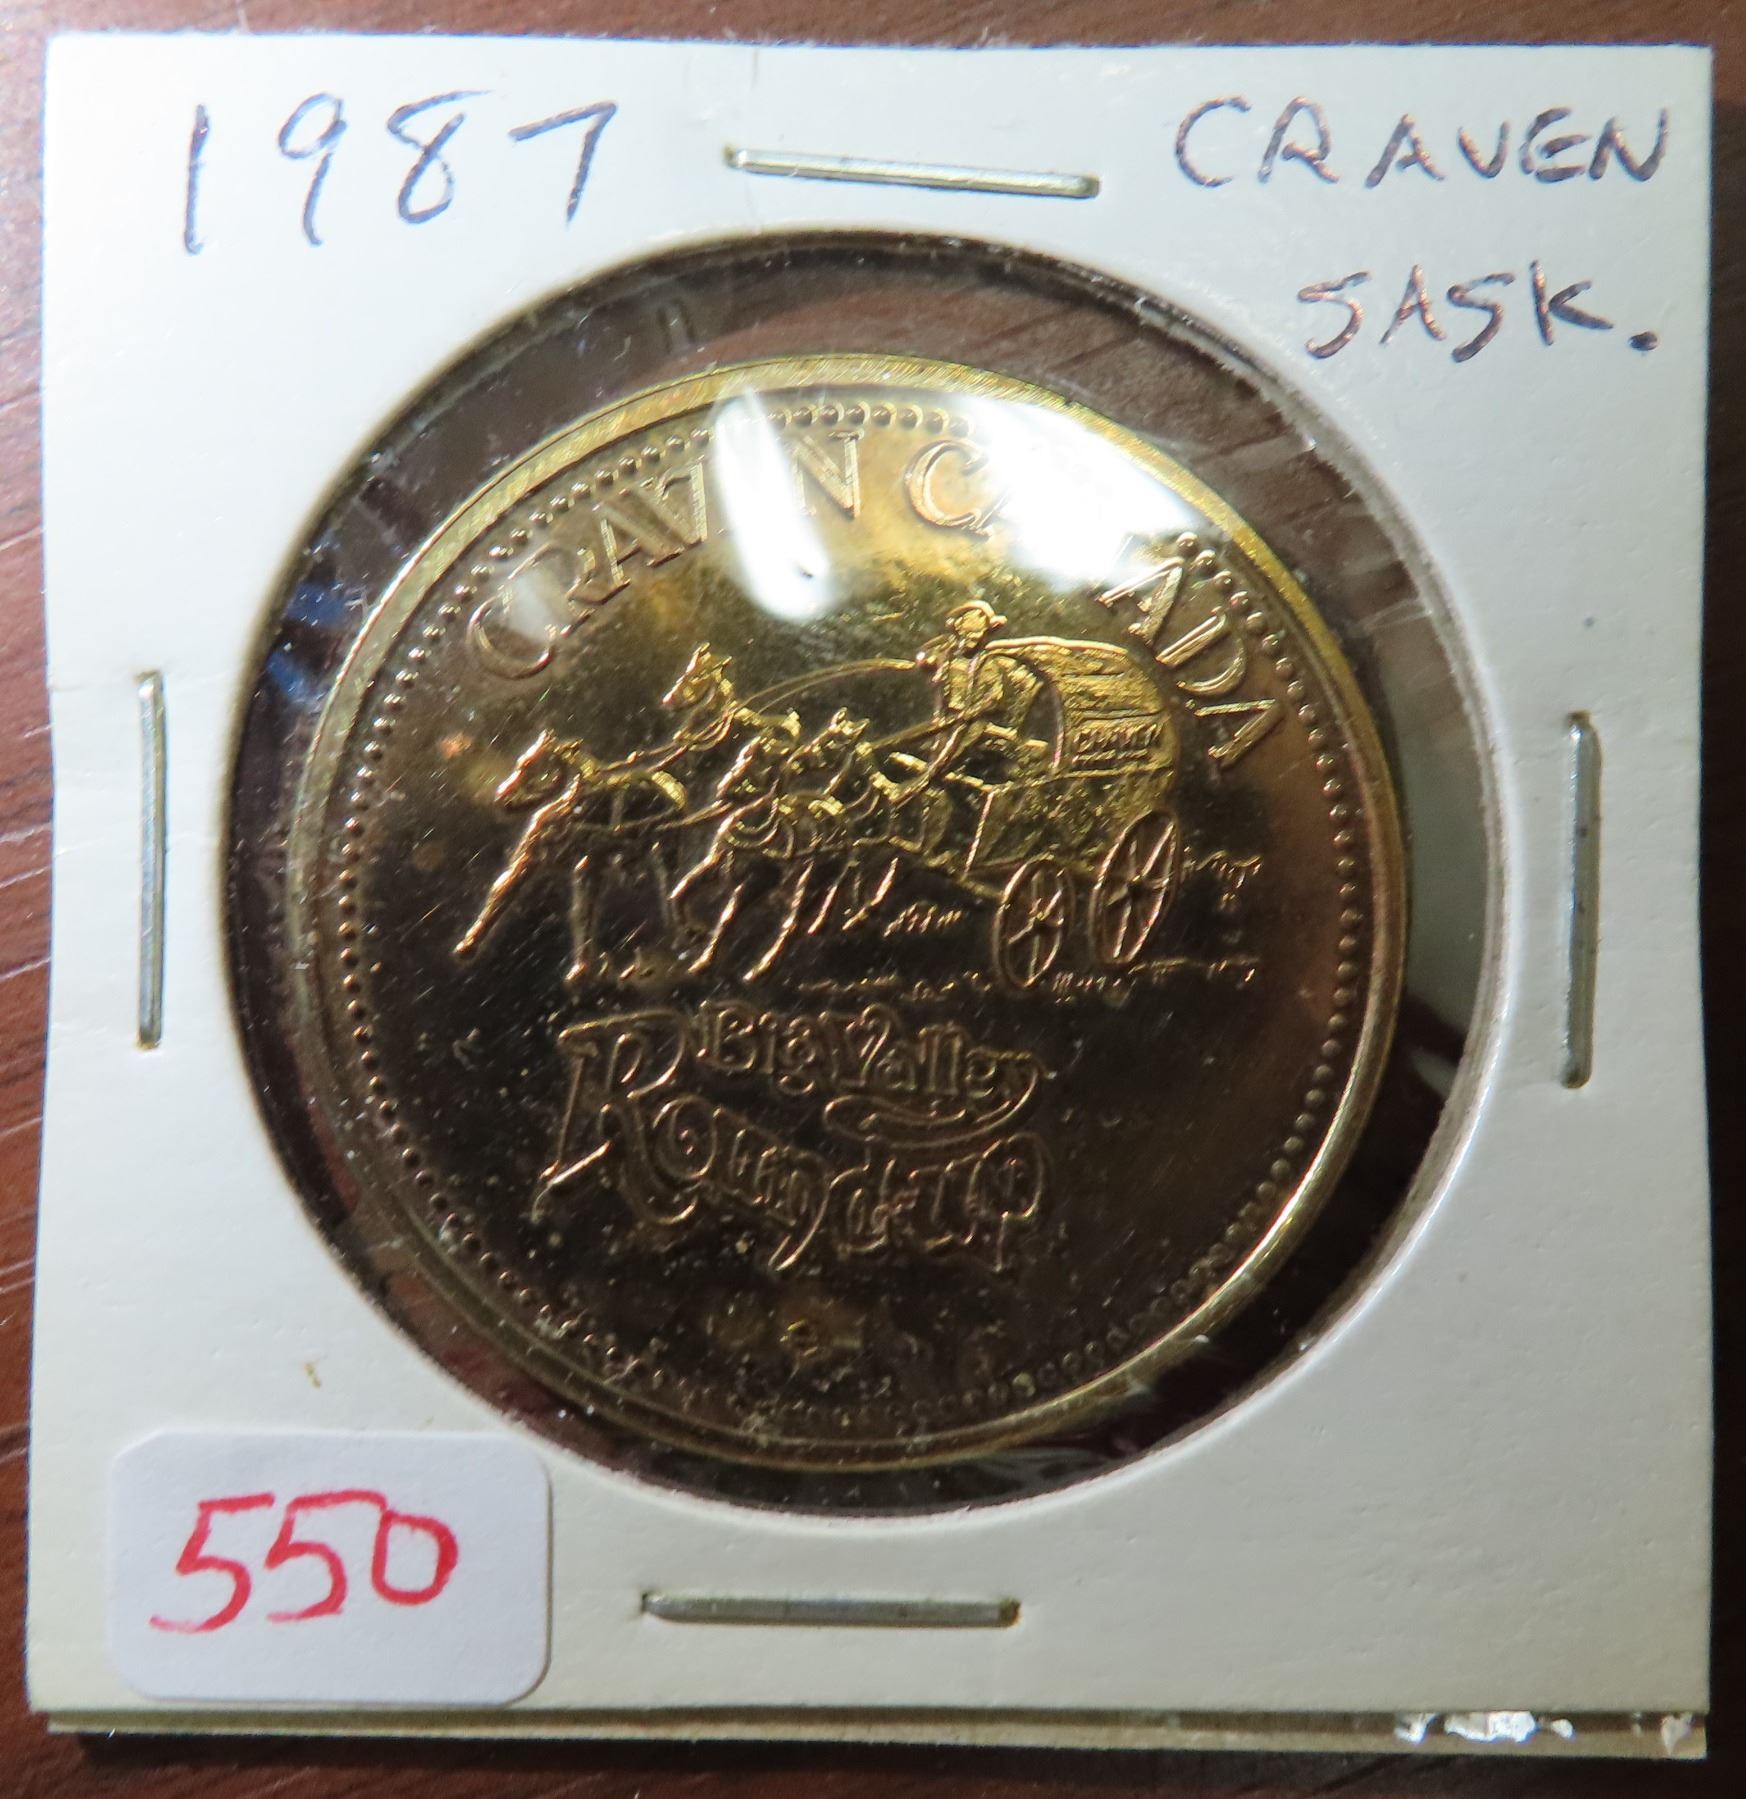 1987
CRAVEN
SASK.
CRAVEN CANADA
Big Valley
Round-Up
550